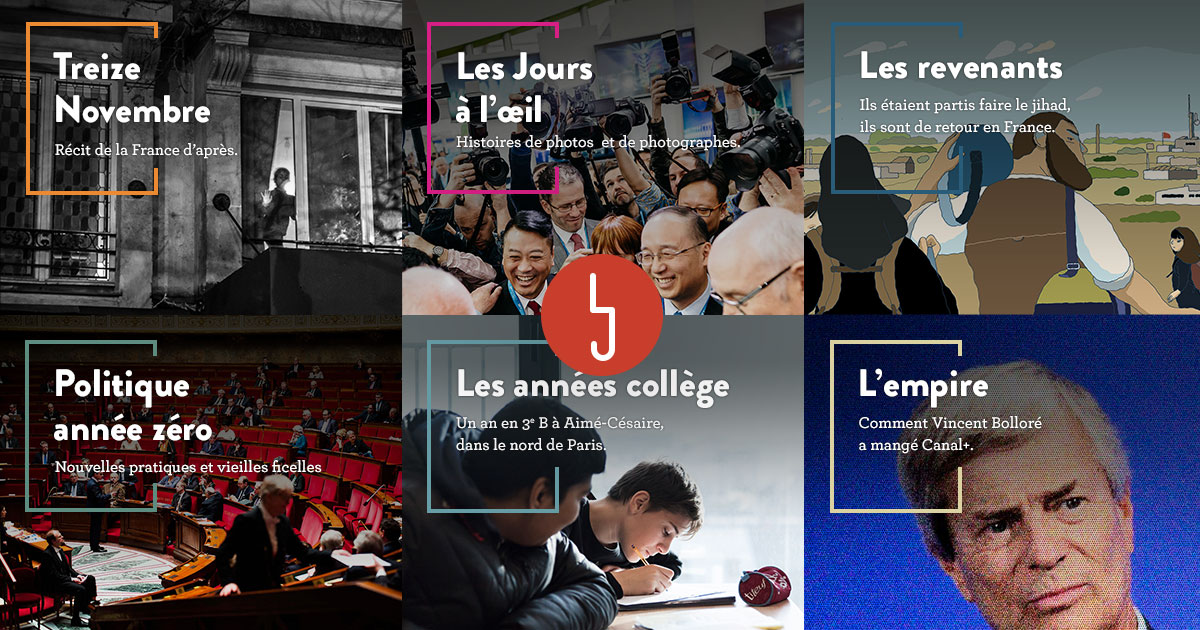 Treize
Novembre
Récit de la France d’après.
Les Jours
à l’œil
Histoires de photos et de photographes.
Les revenants
Ils étaient partis faire le jihad,
ils sont de retour en France.
LJ
Politique
année zéro
Nouvelles pratiques et vieilles ficelles
Les années collège
Un an en 3e B à Aimé-Césaire,
dans le nord de Paris.
L’empire
Comment Vincent Bolloré
a mangé Canal+.